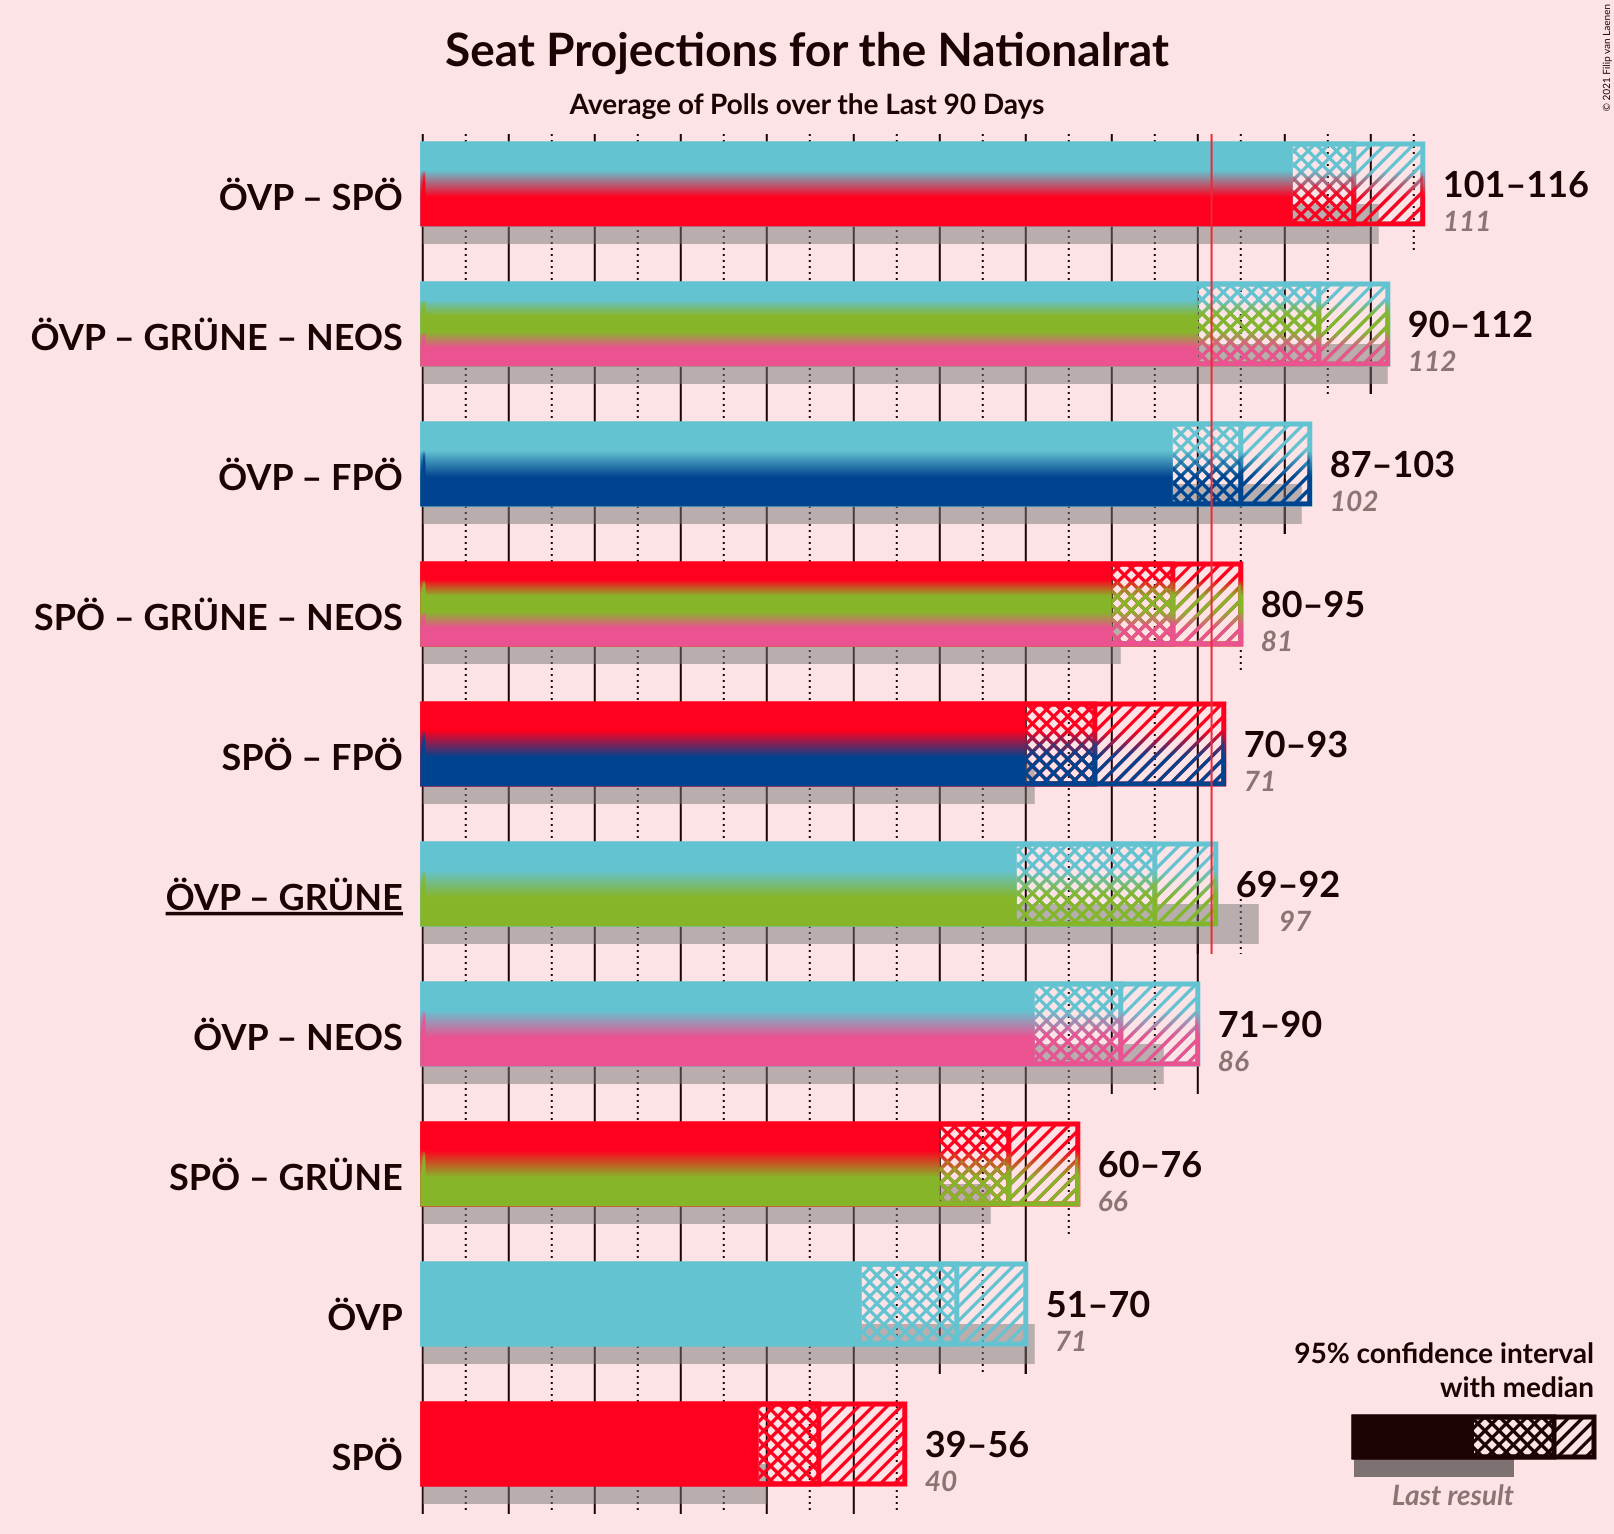 Seat Projections for the Nationalrat
Average of Polls over the Last 90 Days
© 2021 Filip van Laenen
ÖVP – SPÖ
101–116
111
ÖVP – GRÜNE – NEOS
90–112
112
ÖVP – FPÖ
87–103
102
SPÖ – GRÜNE – NEOS
80–95
81
SPÖ – FPÖ
70–93
71
ÖVP – GRÜNE
69–92
97
ÖVP – NEOS
71–90
86
SPÖ – GRÜNE
60–76
66
ÖVP
51–70
71
SPÖ
39–56
40
95% confidence interval
with median
Last result